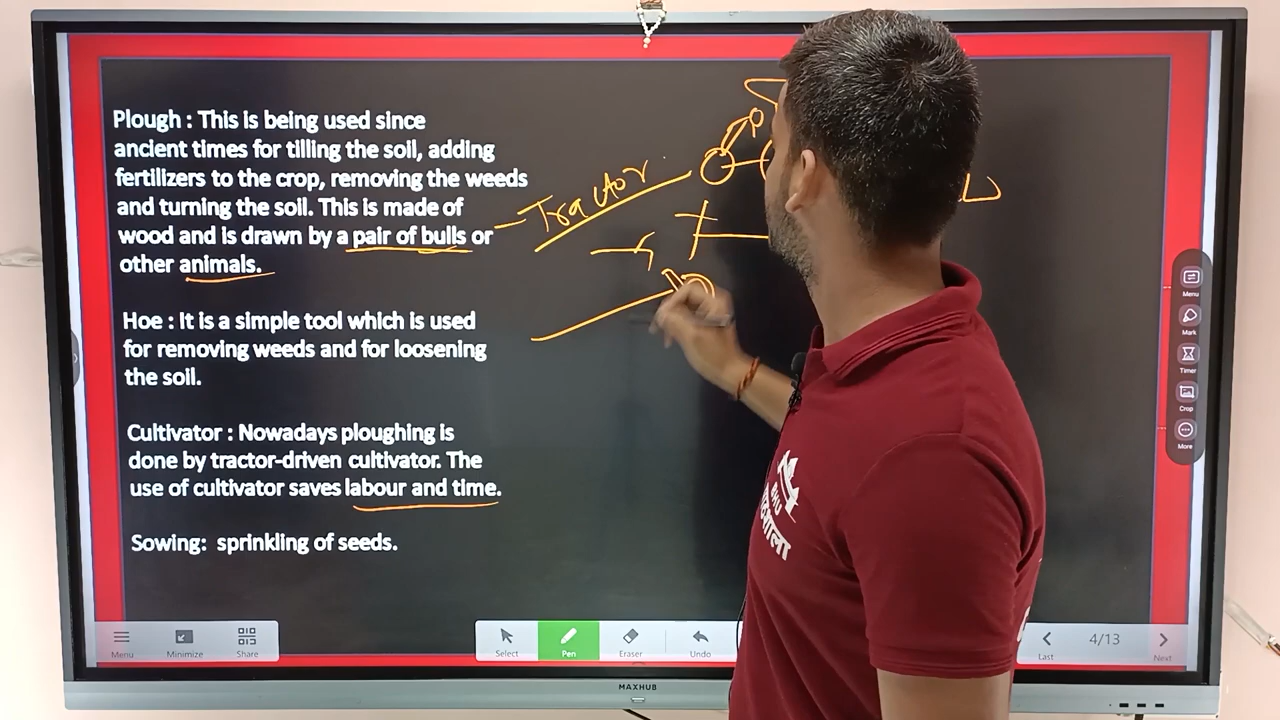 Plough : This is being used since
ancient times for tilling the soil, adding
fertilizers to the crop, removing the weeds
and turning the soil. This is made of
wood and is drawn by a pair of bulls or
other animals.
Tractor
Hoe : It is a simple tool which is used
for removing weeds and for loosening
the soil.
Cultivator : Nowadays ploughing is
done by tractor-driven cultivator. The
use of cultivator saves labour and time.
Sowing: sprinkling of seeds.
Menu
Mark
Timer
Crop
More
Menu
Minimize
Share
Select
Pen
Eraser
Undo
4/13
Last
Next
MAXHUB
BHU